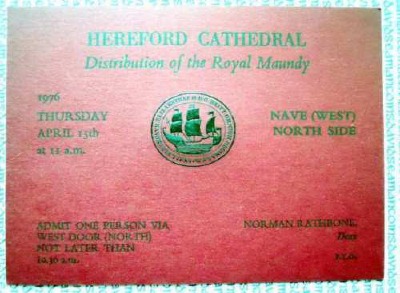 HEREFORD CATHEDRAL
Distribution of the Royal Maundy
1976
THURSDAY
APRIL 15th
at 11 a.m.
NAVE (WEST)
NORTH SIDE
ADMIT ONE PERSON VIA
WEST DOOR (NORTH)
NOT LATER THAN
10.30 a.m.
NORMAN RATHBONE,
Dean
P.T.O.